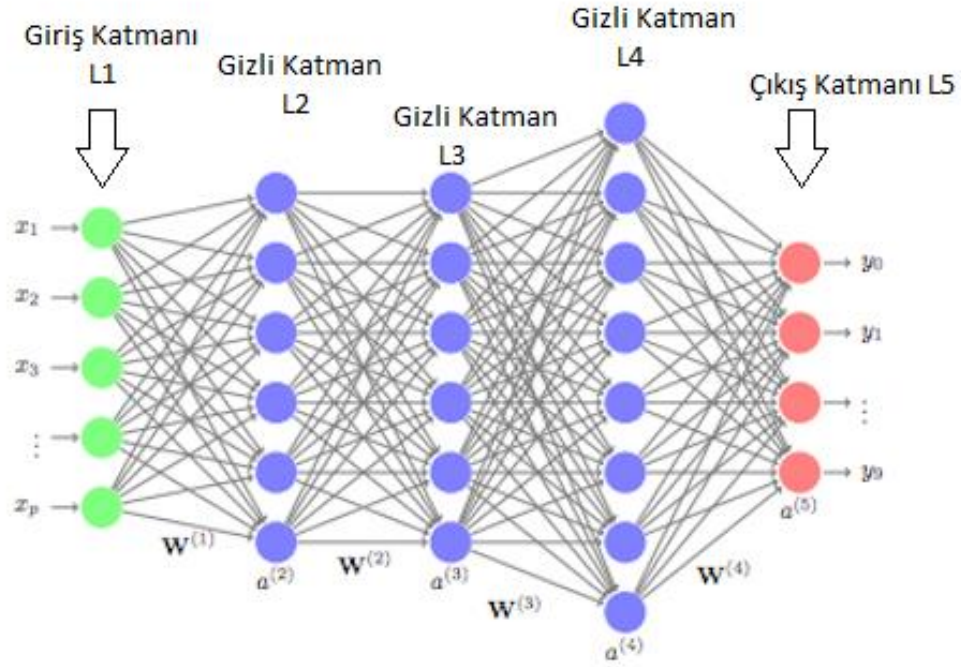 Giriş Katmanı
L1
Gizli Katman
L2
Gizli Katman
L3
Gizli Katman
L4
Çıkış Katmanı L5
x₁
x₂
x₃
⋮
xₚ
W⁽¹⁾
a⁽²⁾
W⁽²⁾
a⁽³⁾
W⁽³⁾
a⁽⁴⁾
W⁽⁴⁾
a⁽⁵⁾
y₀
y₁
⋮
y₉